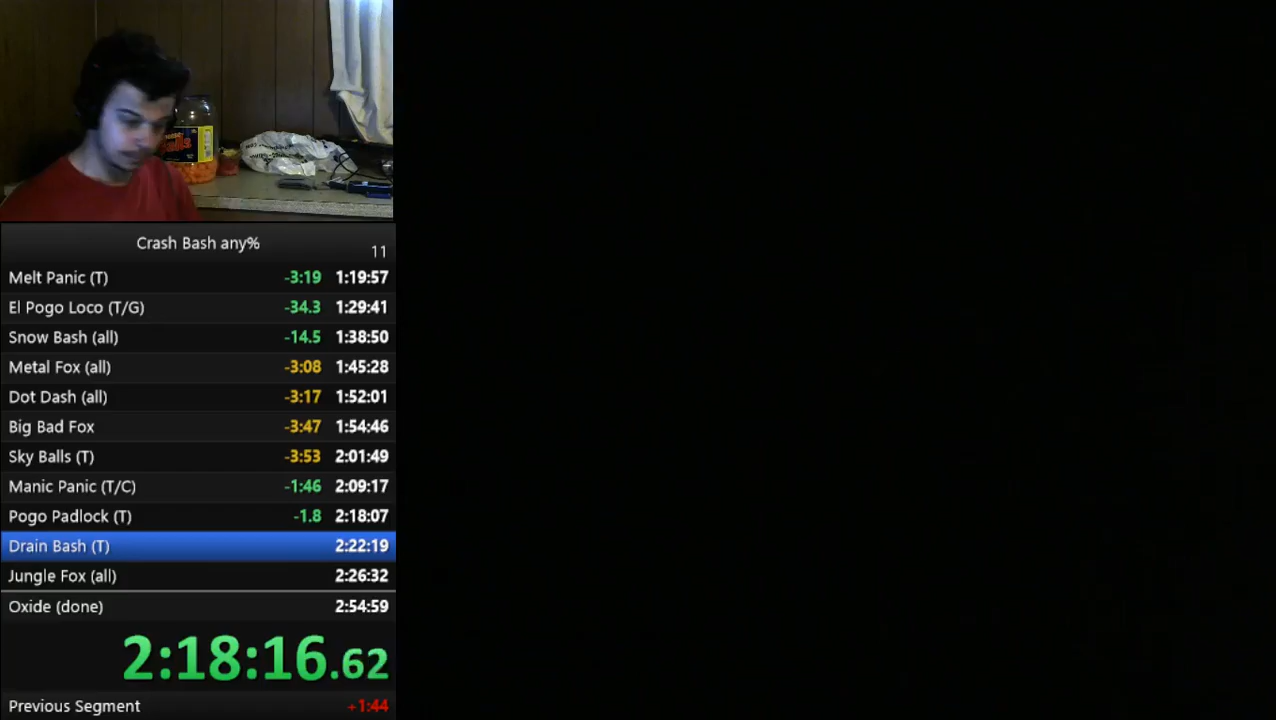 Balls
Crash Bash any%
11
Melt Panic (T) -3:19 1:19:57
El Pogo Loco (T/G) -34.3 1:29:41
Snow Bash (all) -14.5 1:38:50
Metal Fox (all) -3:08 1:45:28
Dot Dash (all) -3:17 1:52:01
Big Bad Fox -3:47 1:54:46
Sky Balls (T) -3:53 2:01:49
Manic Panic (T/C) -1:46 2:09:17
Pogo Padlock (T) -1.8 2:18:07
Drain Bash (T) 2:22:19
Jungle Fox (all) 2:26:32
Oxide (done) 2:54:59
2:18:16.62
Previous Segment +1:44